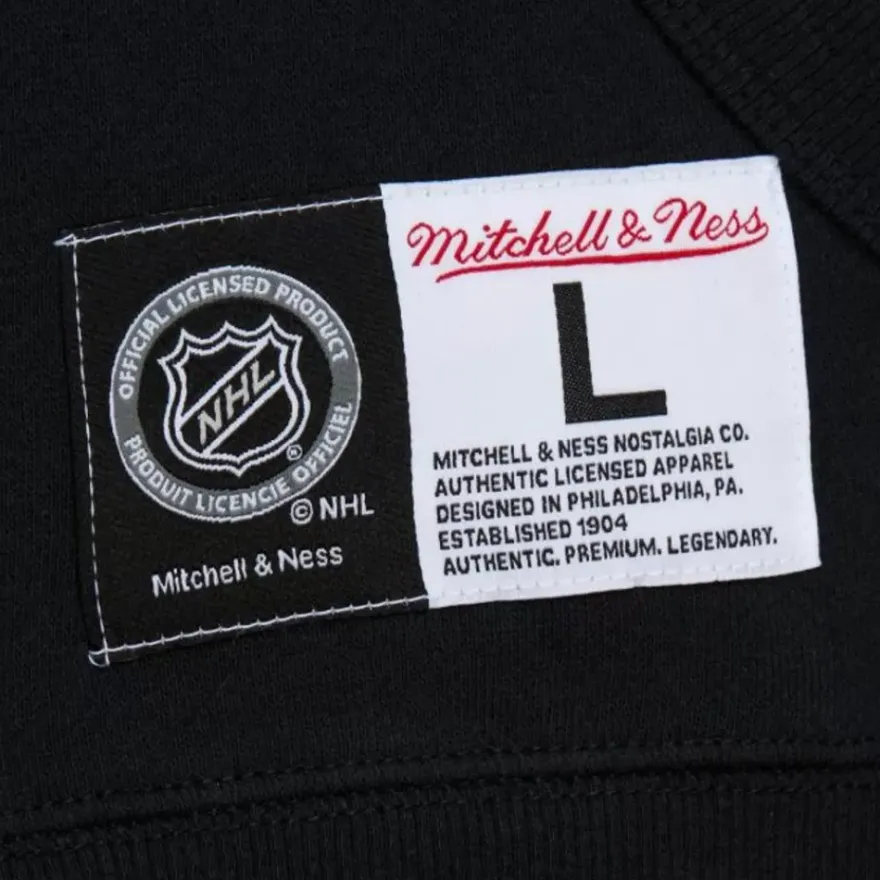 OFFICIAL LICENSED PRODUCT
NHL
®
PRODUIT LICENCIE OFFICIEL
© NHL
Mitchell & Ness
Mitchell & Ness
L
MITCHELL & NESS NOSTALGIA CO.
AUTHENTIC LICENSED APPAREL
DESIGNED IN PHILADELPHIA, PA.
ESTABLISHED 1904
AUTHENTIC. PREMIUM. LEGENDARY.